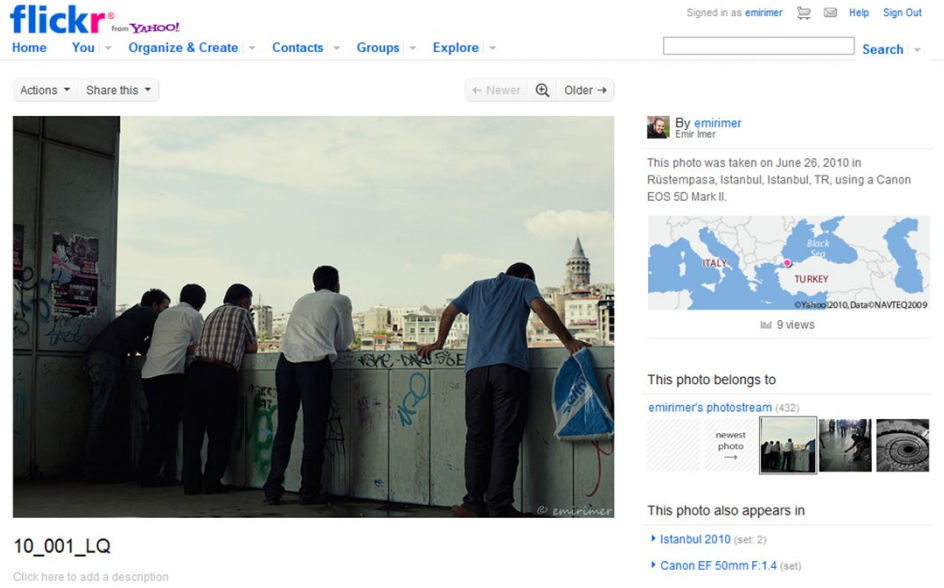 flickr® from YAHOO!
Signed in as emirimer Help Sign Out
Home You Organize & Create Contacts Groups Explore Search
Actions Share this ← Newer Older →
By emirimer
Emir Imer
This photo was taken on June 26, 2010 in
Rüstempasa, Istanbul, Istanbul, TR, using a Canon
EOS 5D Mark II.
Black
Sea
ITALY
TURKEY
©Yahoo!2010,Data©NAVTEQ2009
9 views
This photo belongs to
emirimer's photostream (432)
newest
photo
→
© emirimer
This photo also appears in
Istanbul 2010 (set: 2)
Canon EF 50mm F:1.4 (set)
10_001_LQ
Click here to add a description